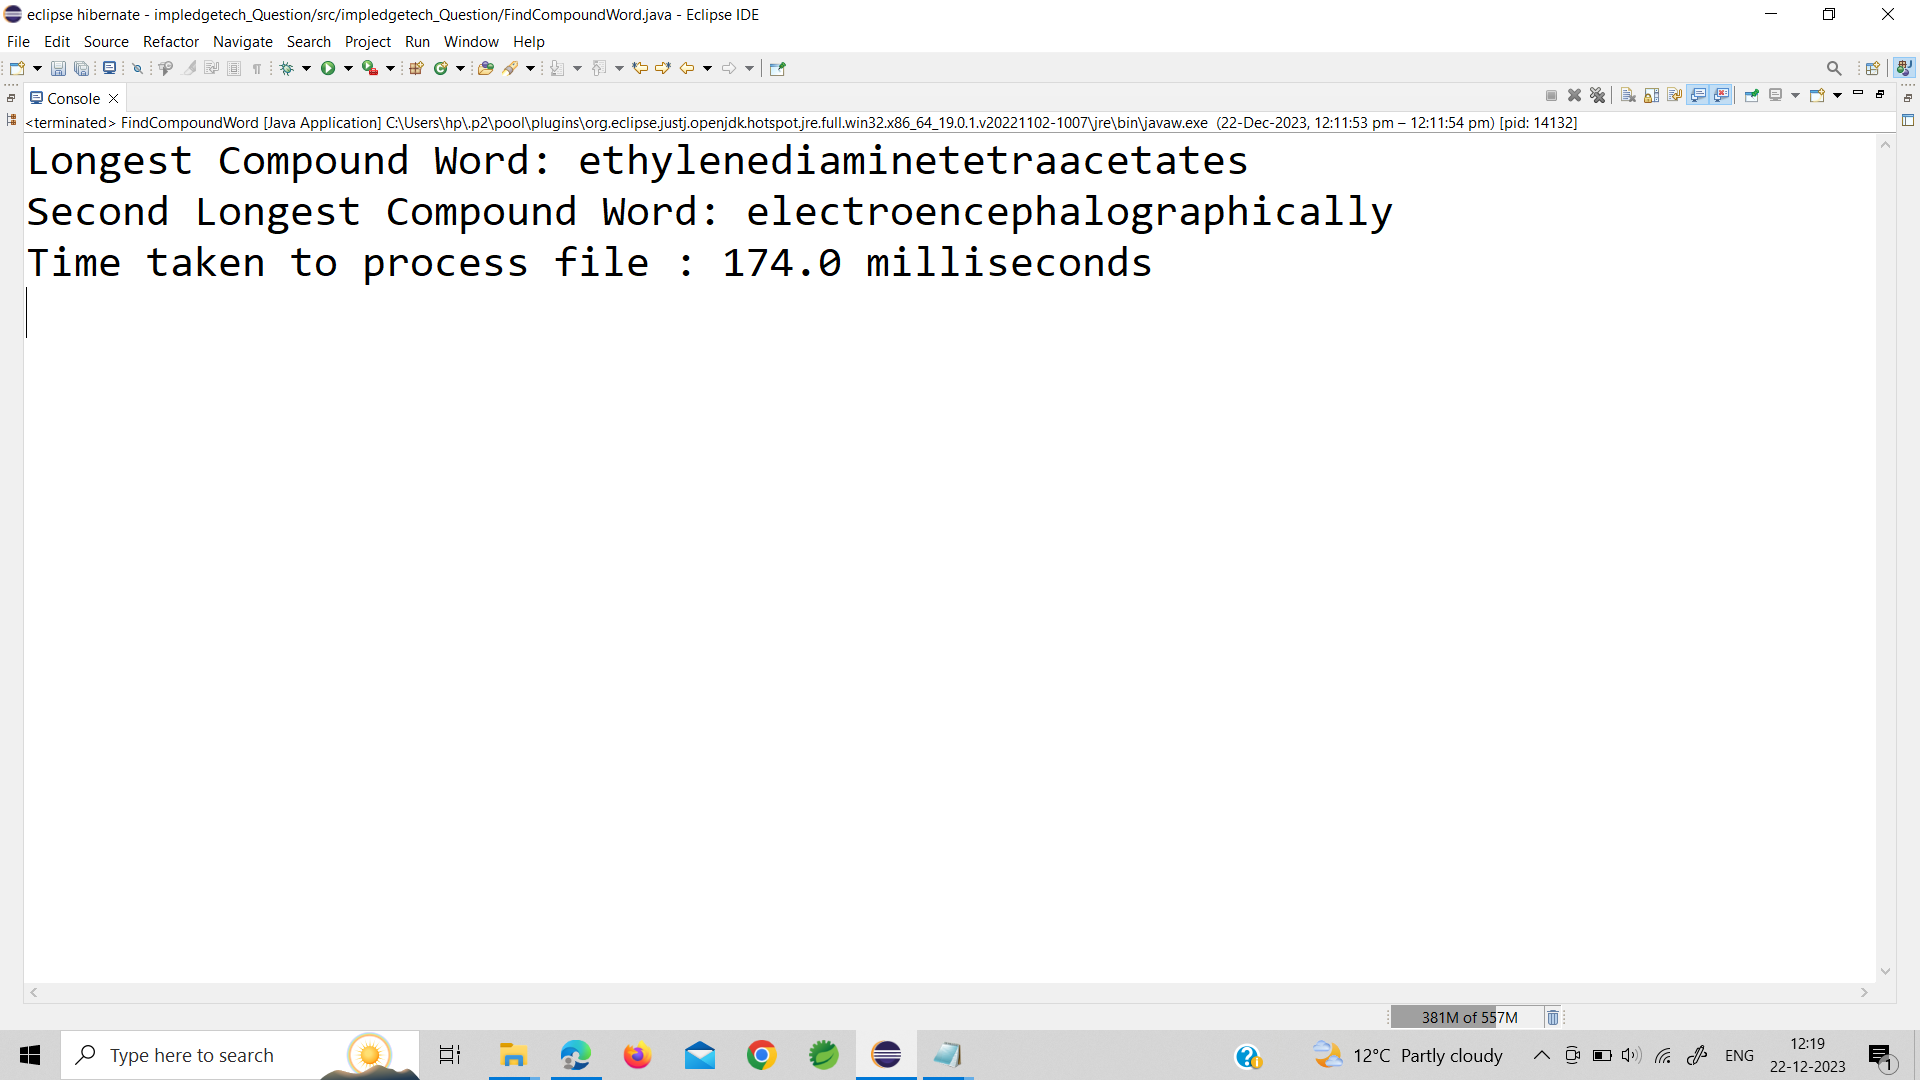 eclipse hibernate - impledgetech_Question/src/impledgetech_Question/FindCompoundWord.java - Eclipse IDE
File Edit Source Refactor Navigate Search Project Run Window Help
Console
<terminated> FindCompoundWord [Java Application] C:\Users\hp\.p2\pool\plugins\org.eclipse.justj.openjdk.hotspot.jre.full.win32.x86_64_19.0.1.v20221102-1007\jre\bin\javaw.exe (22-Dec-2023, 12:11:53 pm – 12:11:54 pm) [pid: 14132]
Longest Compound Word: ethylenediaminetetraacetates
Second Longest Compound Word: electroencephalographically
Time taken to process file : 174.0 milliseconds
381M of 557M
Type here to search
12°C Partly cloudy
ENG
12:19
22-12-2023
1